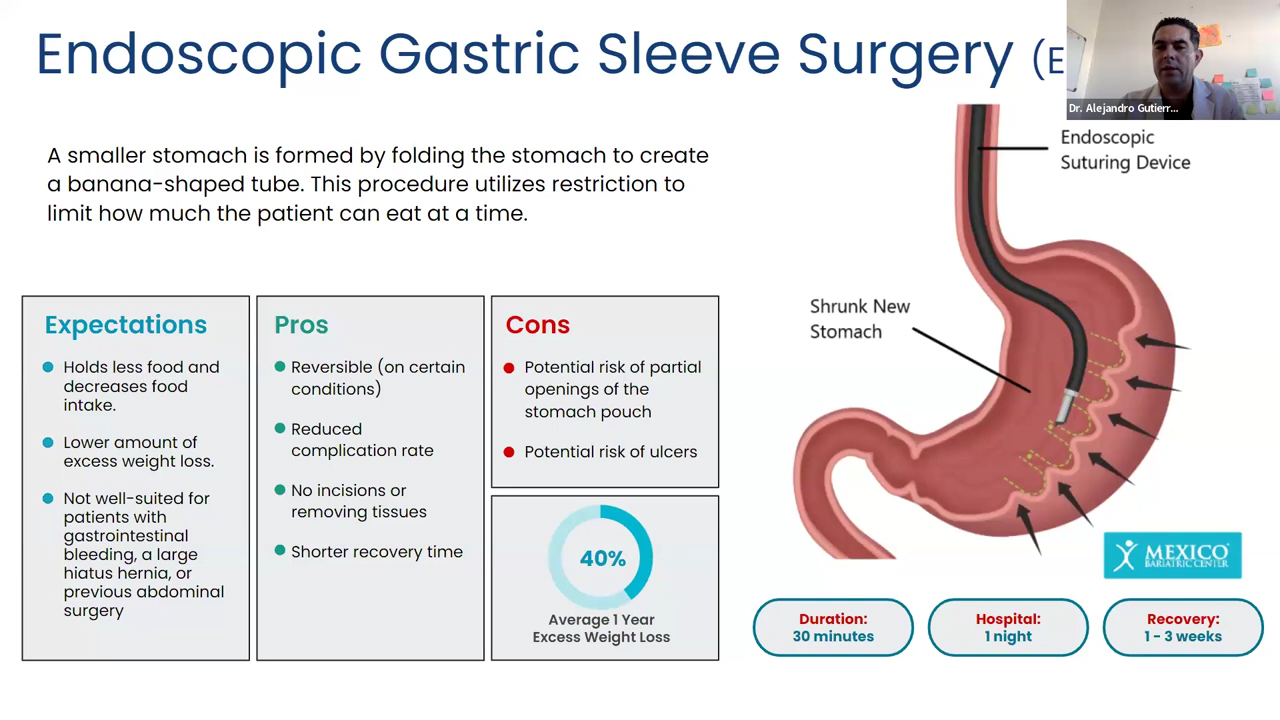 Endoscopic Gastric Sleeve Surgery (E
Dr. Alejandro Gutierr...
A smaller stomach is formed by folding the stomach to create
a banana-shaped tube. This procedure utilizes restriction to
limit how much the patient can eat at a time.
Endoscopic
Suturing Device
Shrunk New
Stomach
Expectations
Holds less food and
decreases food
intake.
Lower amount of
excess weight loss.
Not well-suited for
patients with
gastrointestinal
bleeding, a large
hiatus hernia, or
previous abdominal
surgery
Pros
Reversible (on certain
conditions)
Reduced
complication rate
No incisions or
removing tissues
Shorter recovery time
Cons
Potential risk of partial
openings of the
stomach pouch
Potential risk of ulcers
40%
Average 1 Year
Excess Weight Loss
MEXICO
BARIATRIC CENTER
Duration:
30 minutes
Hospital:
1 night
Recovery:
1 - 3 weeks